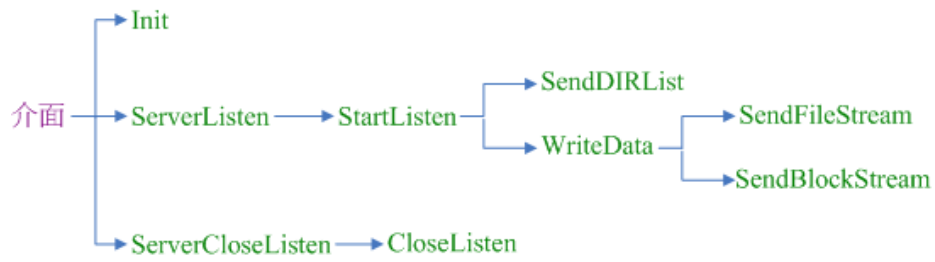 Init
介面
ServerListen
StartListen
SendDIRList
WriteData
SendFileStream
SendBlockStream
ServerCloseListen
CloseListen